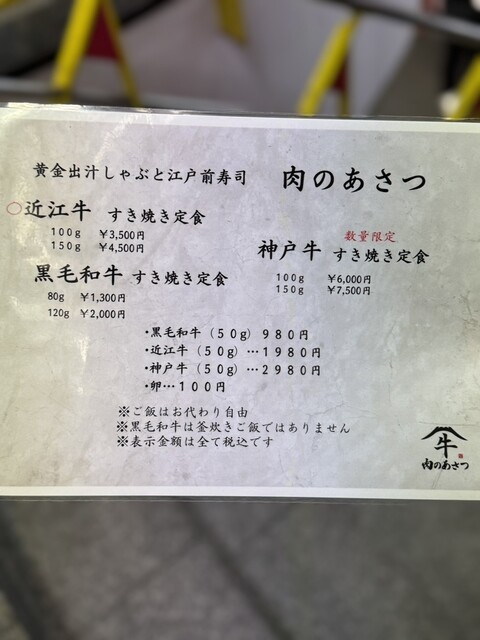 黄金出汁しゃぶと江戸前寿司 肉のあさつ
○近江牛 すき焼き定食
100g ￥3,500円
150g ￥4,500円
数量限定
神戸牛 すき焼き定食
100g ￥6,000円
150g ￥7,500円
黒毛和牛 すき焼き定食
80g ￥1,300円
120g ￥2,000円
・黒毛和牛（50g）980円
・近江牛（50g）…1980円
・神戸牛（50g）…2980円
・卵…100円
※ご飯はお代わり自由
※黒毛和牛は釜炊きご飯ではありません
※表示金額は全て税込です
牛
肉のあさつ